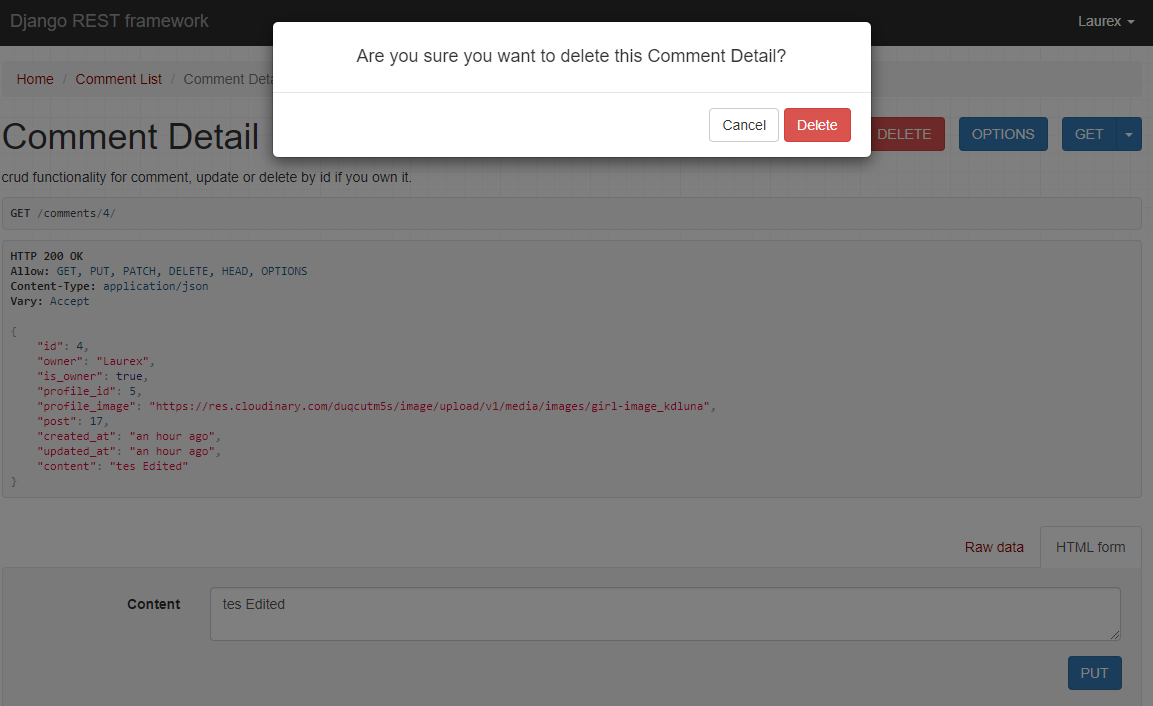 Django REST framework
Laurex
Are you sure you want to delete this Comment Detail?
Cancel
Delete
Home / Comment List / Comment Deta
Comment Detail
DELETE
OPTIONS
GET
crud functionality for comment, update or delete by id if you own it.
GET /comments/4/
HTTP 200 OK
Allow: GET, PUT, PATCH, DELETE, HEAD, OPTIONS
Content-Type: application/json
Vary: Accept
{
"id": 4,
"owner": "Laurex",
"is_owner": true,
"profile_id": 5,
"profile_image": "https://res.cloudinary.com/duqcutm5s/image/upload/v1/media/images/girl-image_kdluna",
"post": 17,
"created_at": "an hour ago",
"updated_at": "an hour ago",
"content": "tes Edited"
}
Raw data
HTML form
Content
tes Edited
PUT